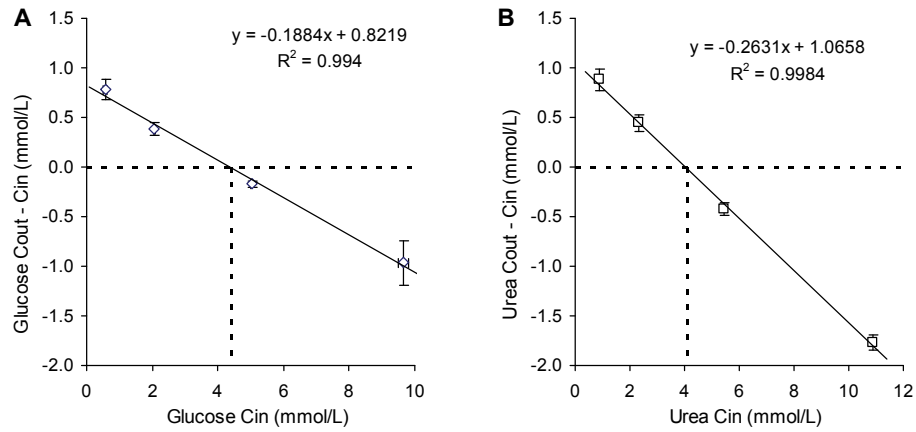 A
y = -0.1884x + 0.8219
R² = 0.994
Glucose Cout - Cin (mmol/L)
1.5
1.0
0.5
0.0
-0.5
-1.0
-1.5
-2.0
0 2 4 6 8 10
Glucose Cin (mmol/L)
B
y = -0.2631x + 1.0658
R² = 0.9984
Urea Cout - Cin (mmol/L)
1.5
1.0
0.5
0.0
-0.5
-1.0
-1.5
-2.0
0 2 4 6 8 10 12
Urea Cin (mmol/L)